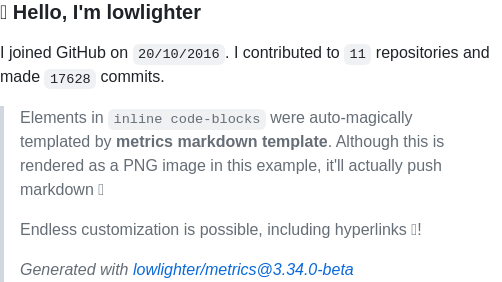 Hello, I'm lowlighter
I joined GitHub on 20/10/2016. I contributed to 11 repositories and
made 17628 commits.
Elements in inline code-blocks were auto-magically
templated by metrics markdown template. Although this is
rendered as a PNG image in this example, it'll actually push
markdown
Endless customization is possible, including hyperlinks !
Generated with lowlighter/metrics@3.34.0-beta